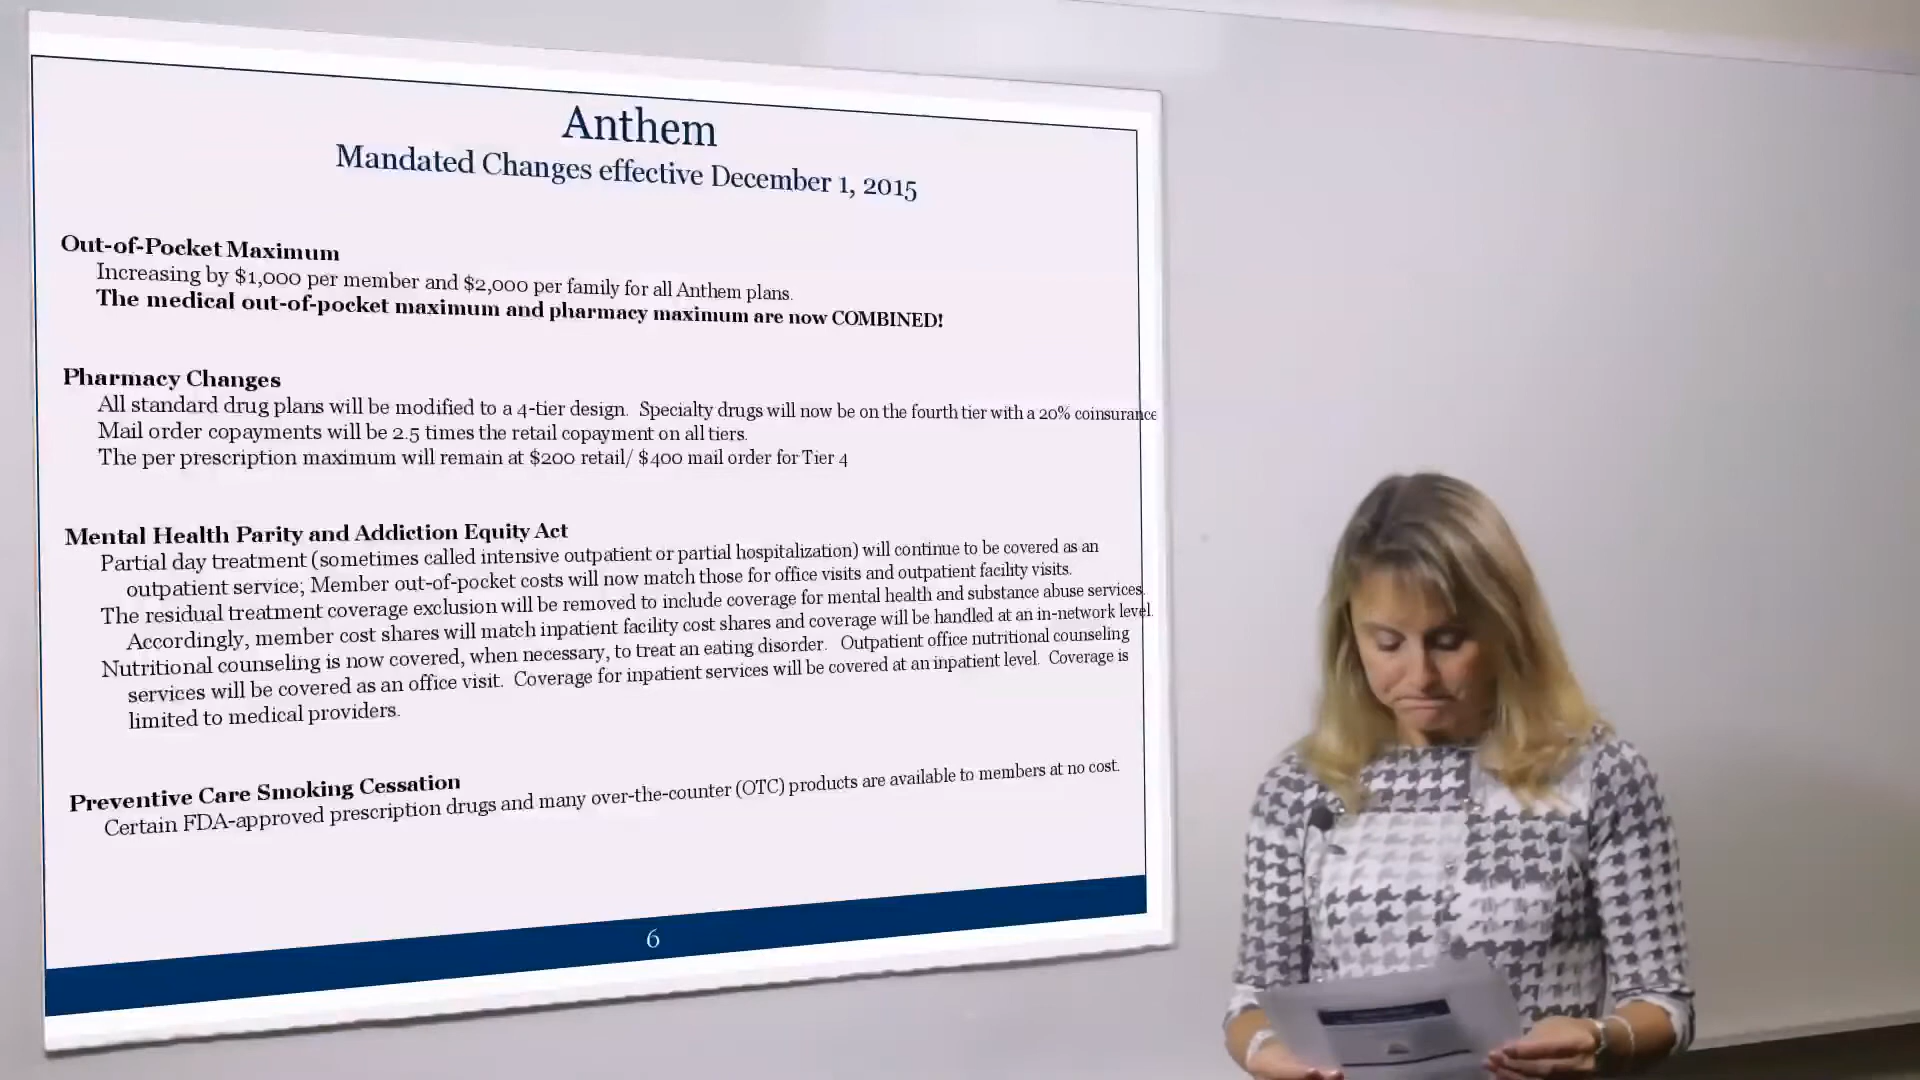 Anthem
Mandated Changes effective December 1, 2015
Out-of-Pocket Maximum
Increasing by $1,000 per member and $2,000 per family for all Anthem plans.
The medical out-of-pocket maximum and pharmacy maximum are now COMBINED!
Pharmacy Changes
All standard drug plans will be modified to a 4-tier design. Specialty drugs will now be on the fourth tier with a 20% coinsurance
Mail order copayments will be 2.5 times the retail copayment on all tiers.
The per prescription maximum will remain at $200 retail/ $400 mail order for Tier 4
Mental Health Parity and Addiction Equity Act
Partial day treatment (sometimes called intensive outpatient or partial hospitalization) will continue to be covered as an
outpatient service; Member out-of-pocket costs will now match those for office visits and outpatient facility visits.
The residual treatment coverage exclusion will be removed to include coverage for mental health and substance abuse services.
Accordingly, member cost shares will match inpatient facility cost shares and coverage will be handled at an in-network level.
Nutritional counseling is now covered, when necessary, to treat an eating disorder. Outpatient office nutritional counseling
services will be covered as an office visit. Coverage for inpatient services will be covered at an inpatient level. Coverage is
limited to medical providers.
Preventive Care Smoking Cessation
Certain FDA-approved prescription drugs and many over-the-counter (OTC) products are available to members at no cost.
6